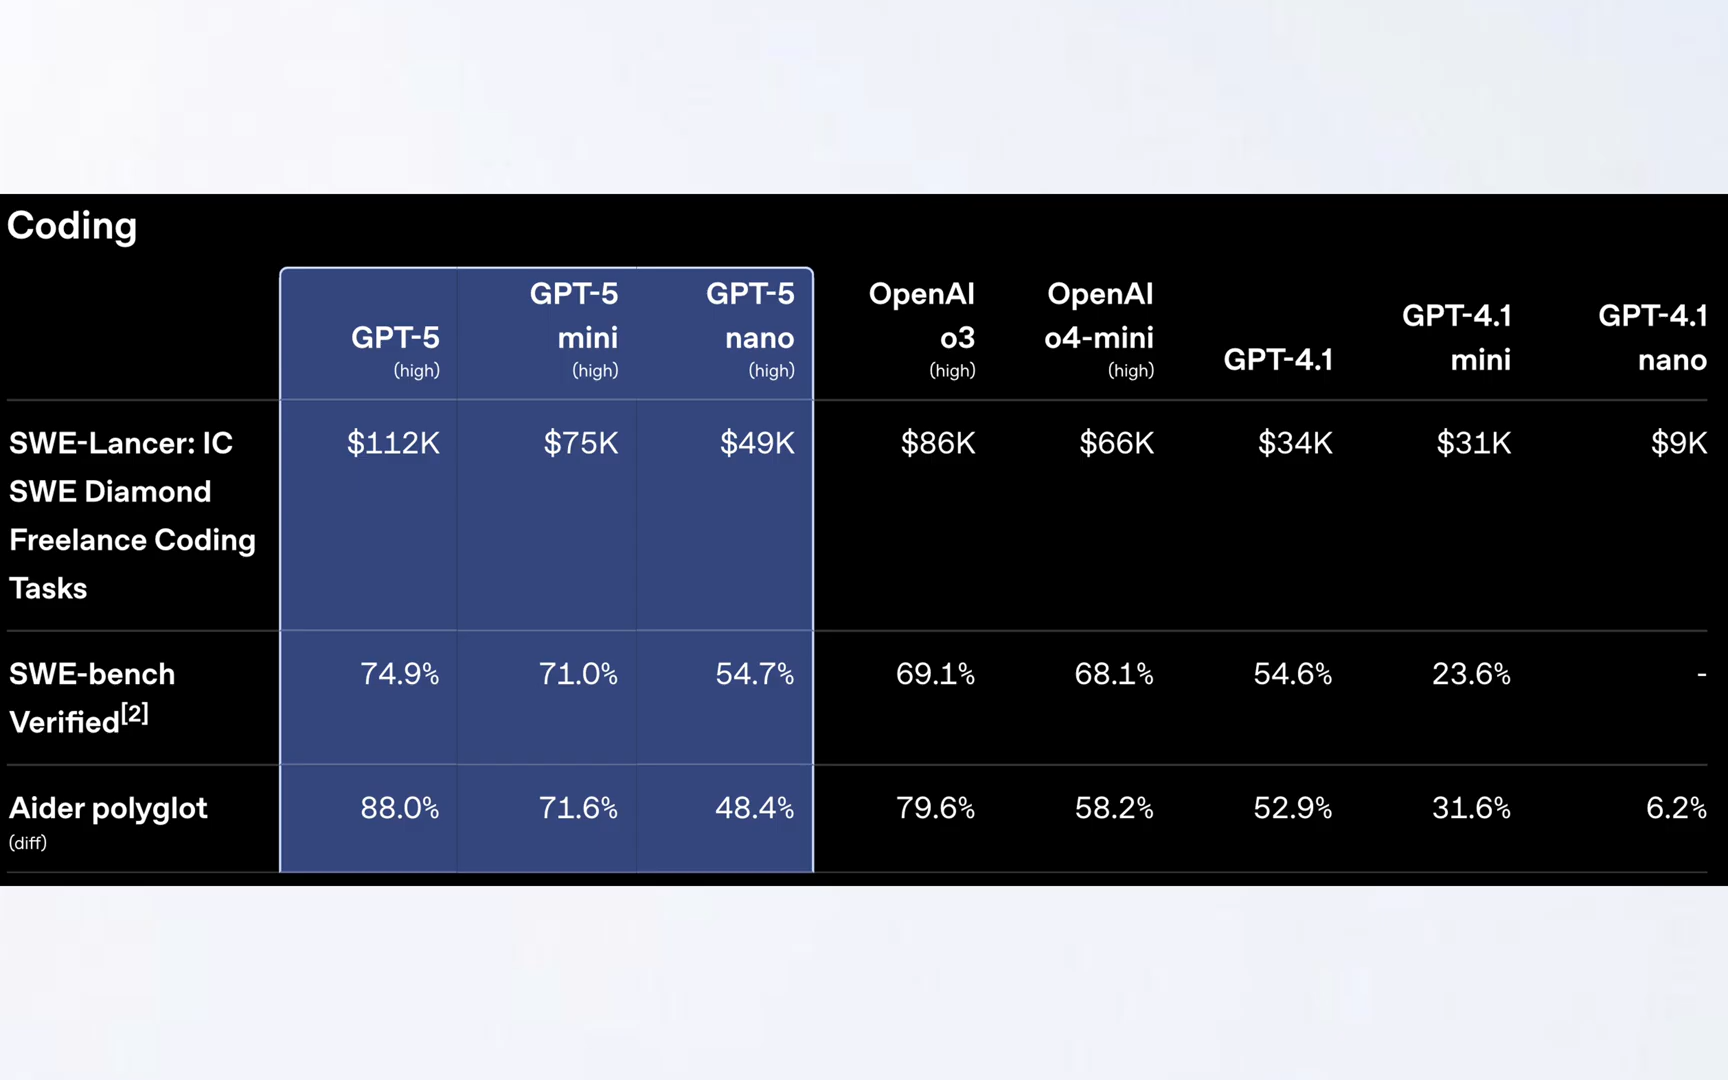 Coding
GPT-5 (high)
GPT-5 mini (high)
GPT-5 nano (high)
OpenAI o3 (high)
OpenAI o4-mini (high)
GPT-4.1
GPT-4.1 mini
GPT-4.1 nano
SWE-Lancer: IC SWE Diamond Freelance Coding Tasks $112K $75K $49K $86K $66K $34K $31K $9K
SWE-bench Verified[2] 74.9% 71.0% 54.7% 69.1% 68.1% 54.6% 23.6% -
Aider polyglot (diff) 88.0% 71.6% 48.4% 79.6% 58.2% 52.9% 31.6% 6.2%